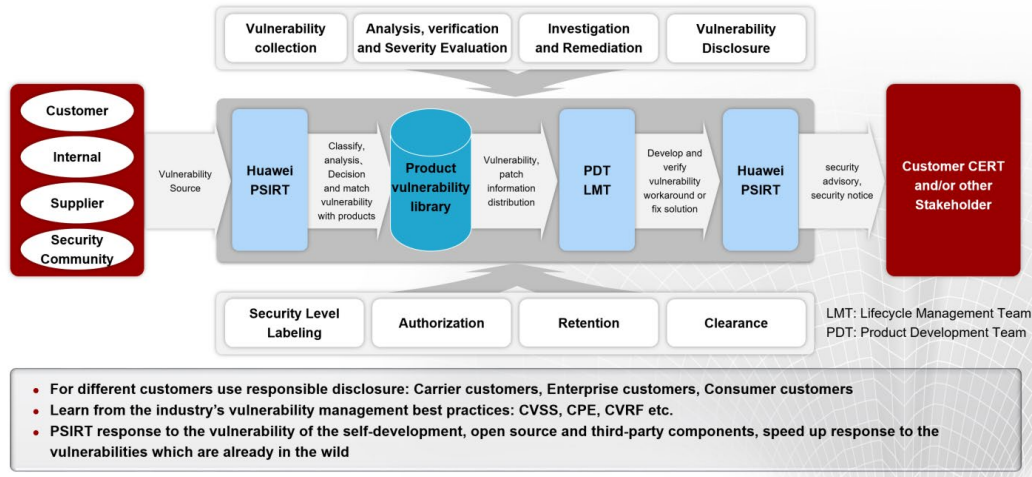 Vulnerability
collection
Analysis, verification
and Severity Evaluation
Investigation
and Remediation
Vulnerability
Disclosure
Customer
Internal
Supplier
Security
Community
Vulnerability
Source
Huawei
PSIRT
Classify,
analysis,
Decision
and match
vulnerability
with products
Product
vulnerability
library
Vulnerability,
patch
information
distribution
PDT
LMT
Develop and
verify
vulnerability
workaround or
fix solution
Huawei
PSIRT
security
advisory,
security notice
Customer CERT
and/or other
Stakeholder
Security Level
Labeling
Authorization
Retention
Clearance
LMT: Lifecycle Management Team
PDT: Product Development Team
• For different customers use responsible disclosure: Carrier customers, Enterprise customers, Consumer customers
• Learn from the industry's vulnerability management best practices: CVSS, CPE, CVRF etc.
• PSIRT response to the vulnerability of the self-development, open source and third-party components, speed up response to the
vulnerabilities which are already in the wild